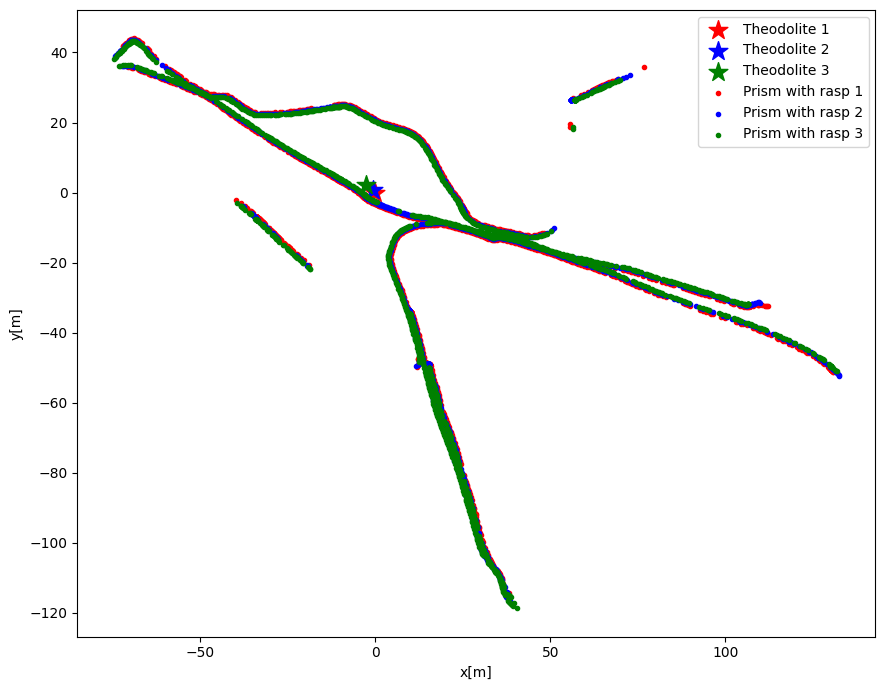 Theodolite 1
Theodolite 2
Theodolite 3
Prism with rasp 1
Prism with rasp 2
Prism with rasp 3
40
20
0
−20
−40
−60
−80
−100
−120
y[m]
−50
0
50
100
x[m]